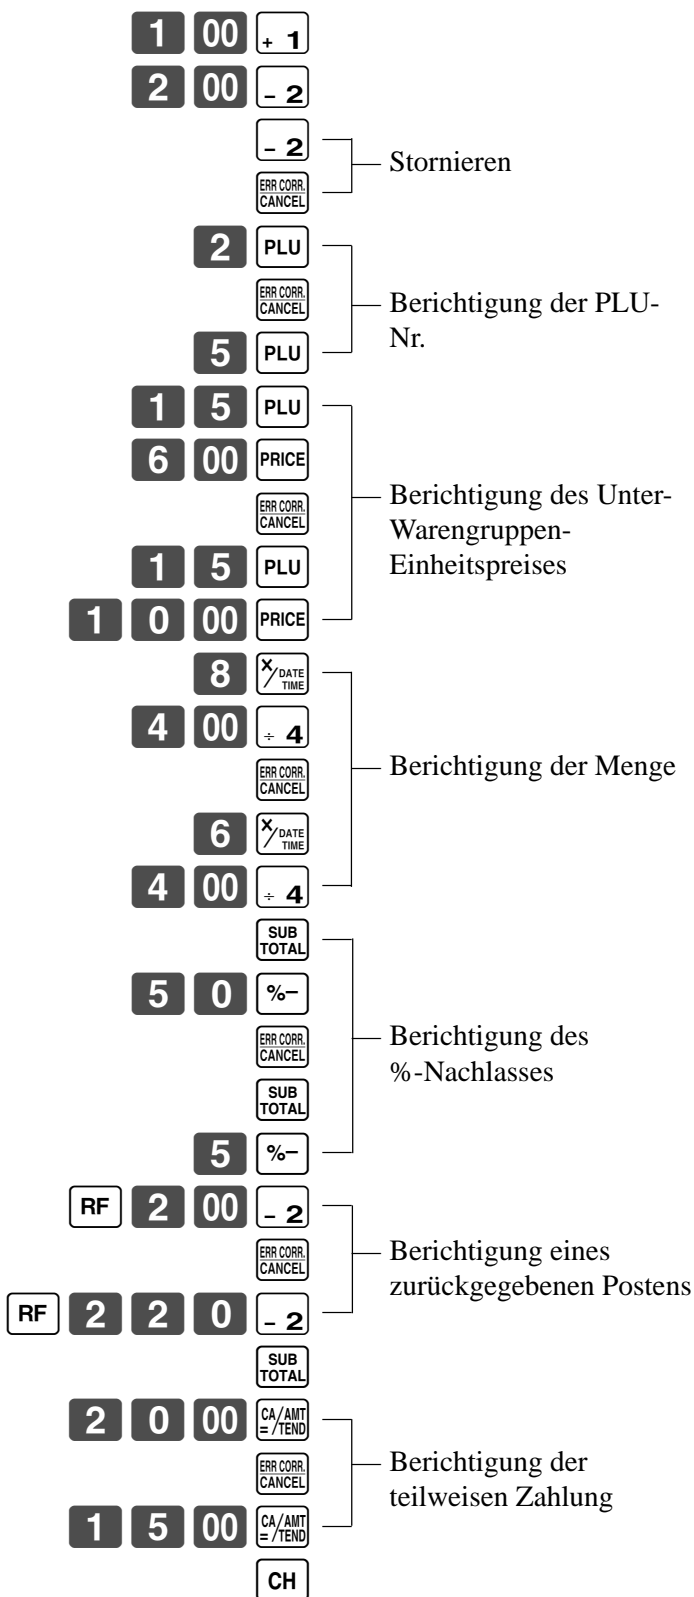 1 00 + 1
2 00 - 2
- 2
Stornieren
ERR CORR. CANCEL
2 PLU
ERR CORR. CANCEL
Berichtigung der PLU-
Nr.
5 PLU
1 5 PLU
6 00 PRICE
ERR CORR. CANCEL
Berichtigung des Unter-
Warengruppen-
Einheitspreises
1 5 PLU
1 0 00 PRICE
8 X/DATE TIME
4 00 ÷ 4
ERR CORR. CANCEL
Berichtigung der Menge
6 X/DATE TIME
4 00 ÷ 4
SUB TOTAL
5 0 %-
ERR CORR. CANCEL
Berichtigung des
%-Nachlasses
SUB TOTAL
5 %-
RF 2 00 - 2
ERR CORR. CANCEL
Berichtigung eines
zurückgegebenen Postens
RF 2 2 0 - 2
SUB TOTAL
2 0 00 CA/AMT =/TEND
ERR CORR. CANCEL
Berichtigung der
teilweisen Zahlung
1 5 00 CA/AMT =/TEND
CH